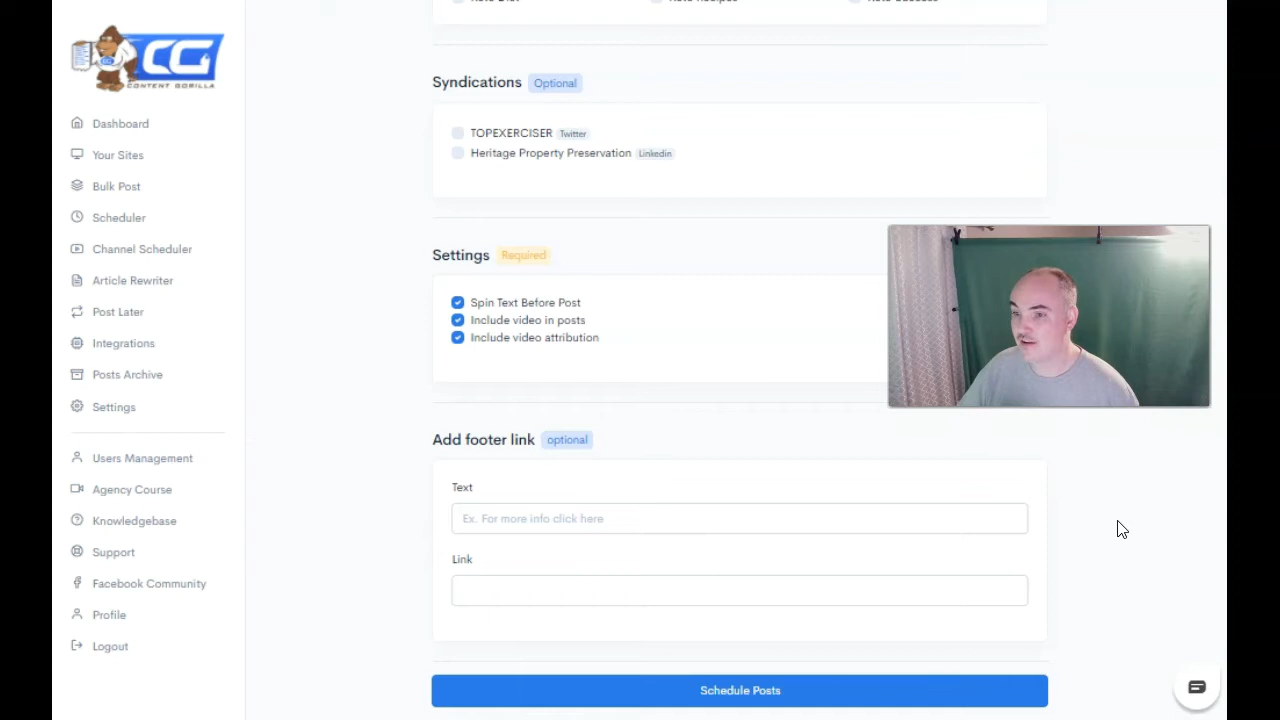 CG
CONTENT GORILLA
Dashboard
Your Sites
Bulk Post
Scheduler
Channel Scheduler
Article Rewriter
Post Later
Integrations
Posts Archive
Settings
Users Management
Agency Course
Knowledgebase
Support
Facebook Community
Profile
Logout
Syndications Optional
TOPEXERCISER Twitter
Heritage Property Preservation Linkedin
Settings Required
Spin Text Before Post
Include video in posts
Include video attribution
Add footer link optional
Text
Ex. For more info click here
Link
Schedule Posts